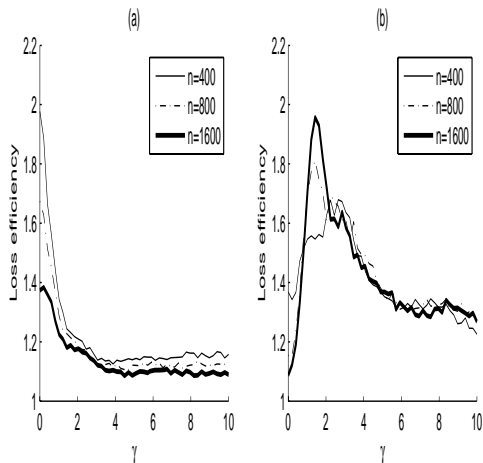 (a)
Loss efficiency
2.2
2
1.8
1.6
1.4
1.2
1
0 2 4 6 8 10
γ
n=400
n=800
n=1600
(b)
Loss efficiency
2.2
2
1.8
1.6
1.4
1.2
1
0 2 4 6 8 10
γ
n=400
n=800
n=1600